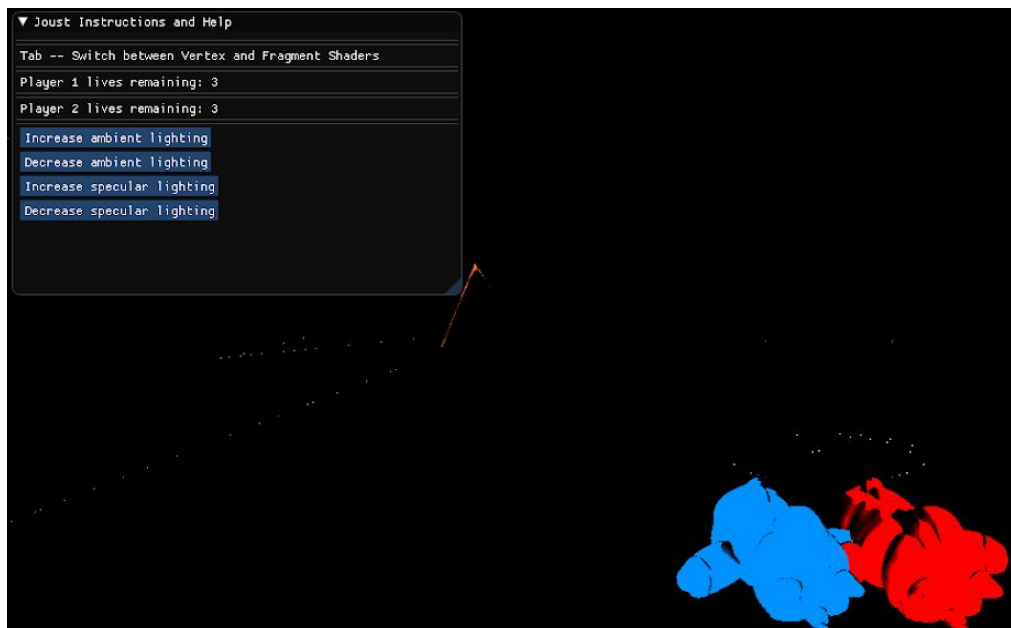 Joust Instructions and Help
Tab -- Switch between Vertex and Fragment Shaders
Player 1 lives remaining: 3
Player 2 lives remaining: 3
Increase ambient lighting
Decrease ambient lighting
Increase specular lighting
Decrease specular lighting